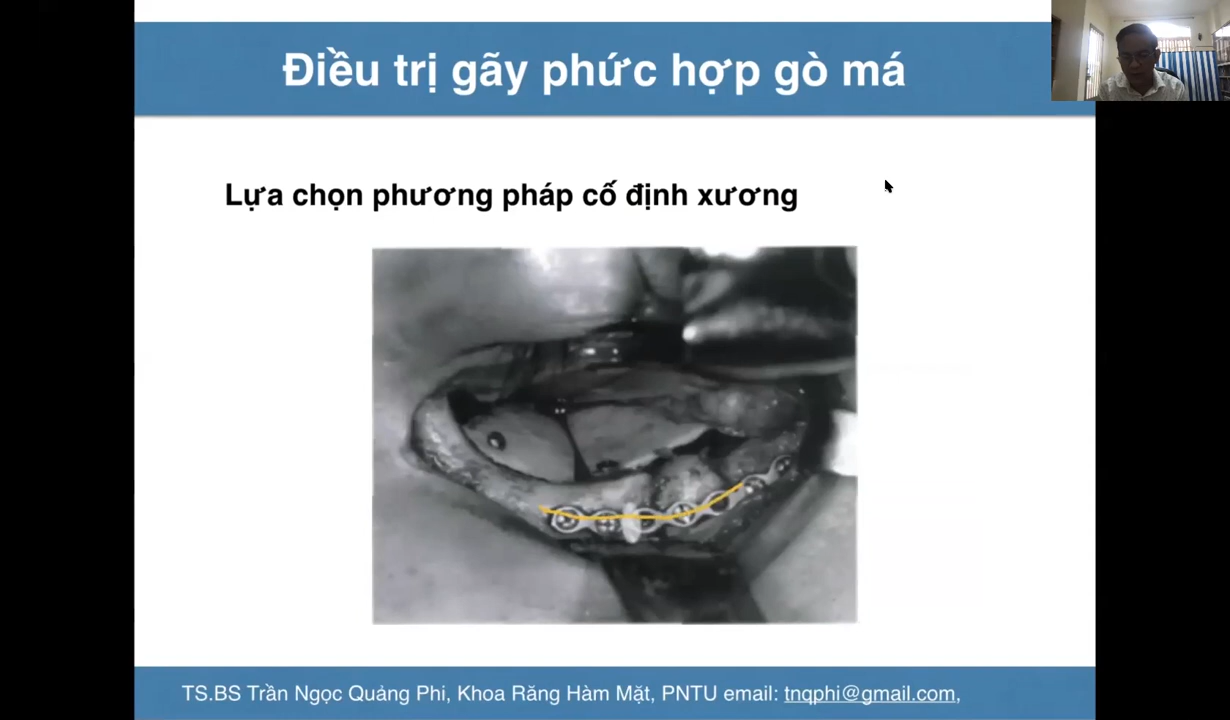 Điều trị gãy phức hợp gò má
Lựa chọn phương pháp cố định xương
TS.BS Trần Ngọc Quảng Phi, Khoa Răng Hàm Mặt, PNTU email: tnqphi@gmail.com,